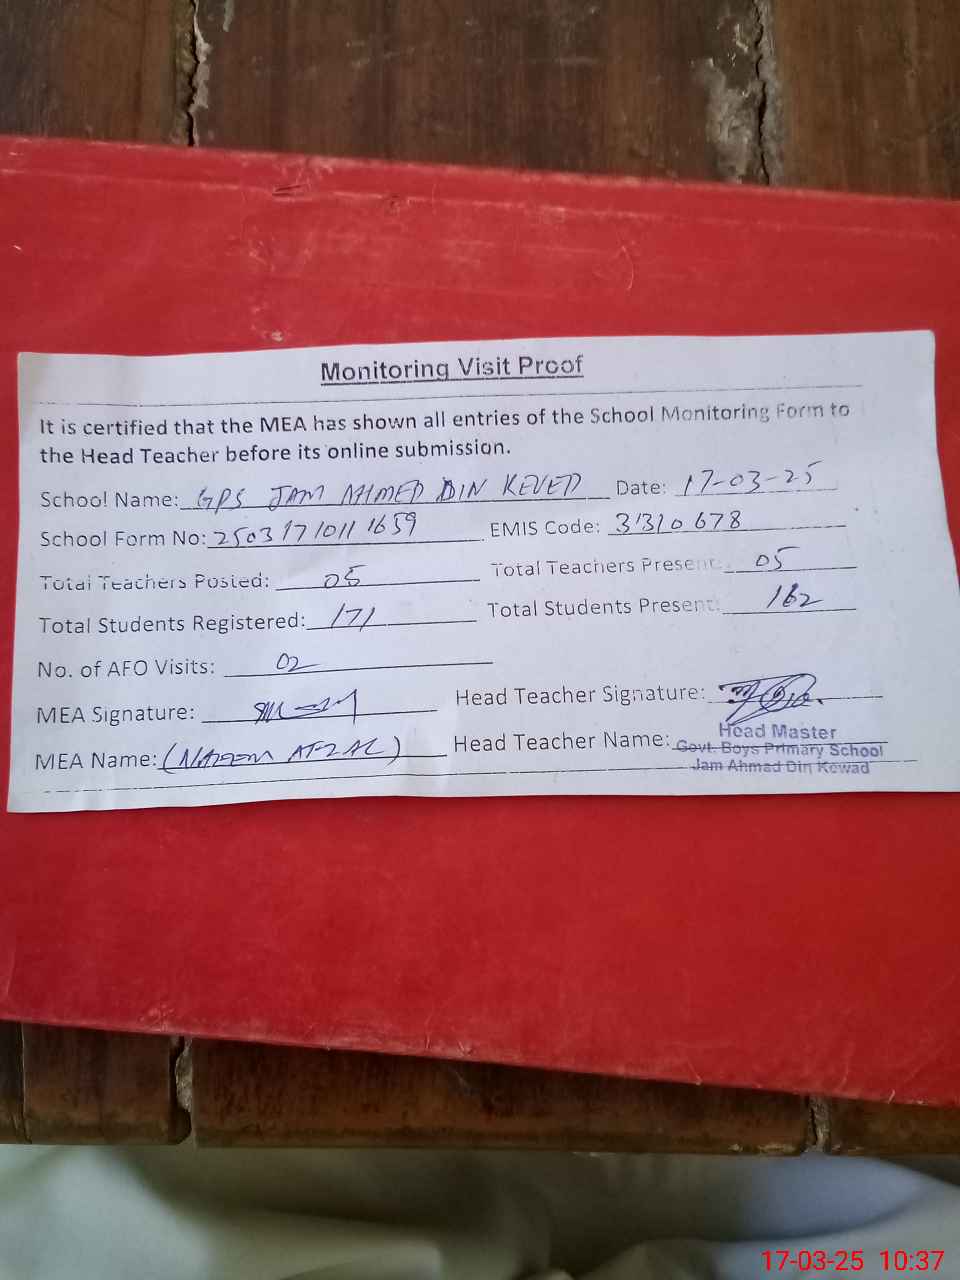 Monitoring Visit Proof
It is certified that the MEA has shown all entries of the School Monitoring Form to
the Head Teacher before its online submission.
School Name: GPS JAM AHMED DIN KEVED Date: 17-03-25
School Form No: 2503171011 1659 EMIS Code: 31310678
Total Teachers Posted: 05 Total Teachers Present: 05
Total Students Registered: 171 Total Students Present: 162
No. of AFO Visits: 02
MEA Signature: Head Teacher Signature:
MEA Name: (NAEEM AFZAL) Head Teacher Name:
Head Master
Govt. Boys Primary School
Jam Ahmad Din Kewad
17-03-25 10:37